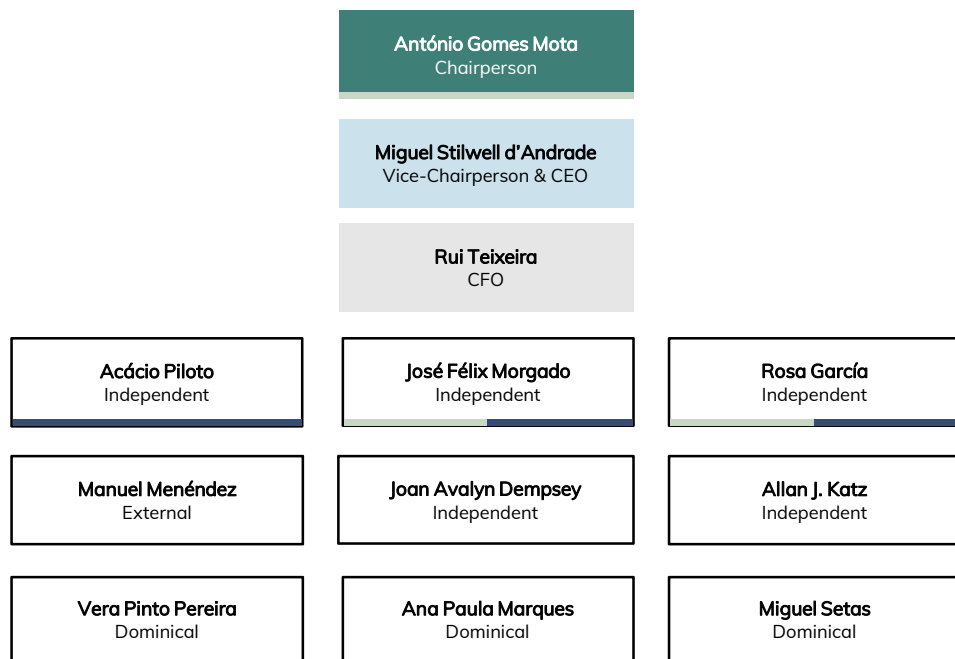 António Gomes Mota
Chairperson
Miguel Stilwell d’Andrade
Vice-Chairperson & CEO
Rui Teixeira
CFO
Acácio Piloto
Independent
José Félix Morgado
Independent
Rosa García
Independent
Manuel Menéndez
External
Joan Avalyn Dempsey
Independent
Allan J. Katz
Independent
Vera Pinto Pereira
Dominical
Ana Paula Marques
Dominical
Miguel Setas
Dominical